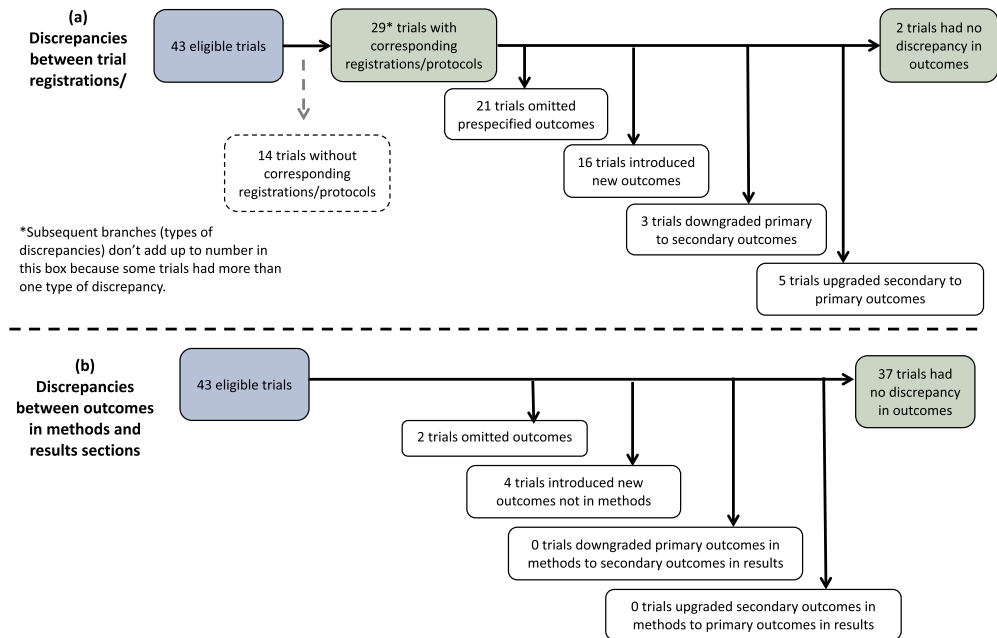 (a)
Discrepancies
between trial
registrations/
43 eligible trials
29* trials with
corresponding
registrations/protocols
2 trials had no
discrepancy in
outcomes
21 trials omitted
prespecified outcomes
14 trials without
corresponding
registrations/protocols
16 trials introduced
new outcomes
3 trials downgraded primary
to secondary outcomes
5 trials upgraded secondary to
primary outcomes
*Subsequent branches (types of
discrepancies) don’t add up to number in
this box because some trials had more than
one type of discrepancy.
(b)
Discrepancies
between outcomes
in methods and
results sections
43 eligible trials
37 trials had
no discrepancy
in outcomes
2 trials omitted outcomes
4 trials introduced new
outcomes not in methods
0 trials downgraded primary outcomes in
methods to secondary outcomes in results
0 trials upgraded secondary outcomes in
methods to primary outcomes in results